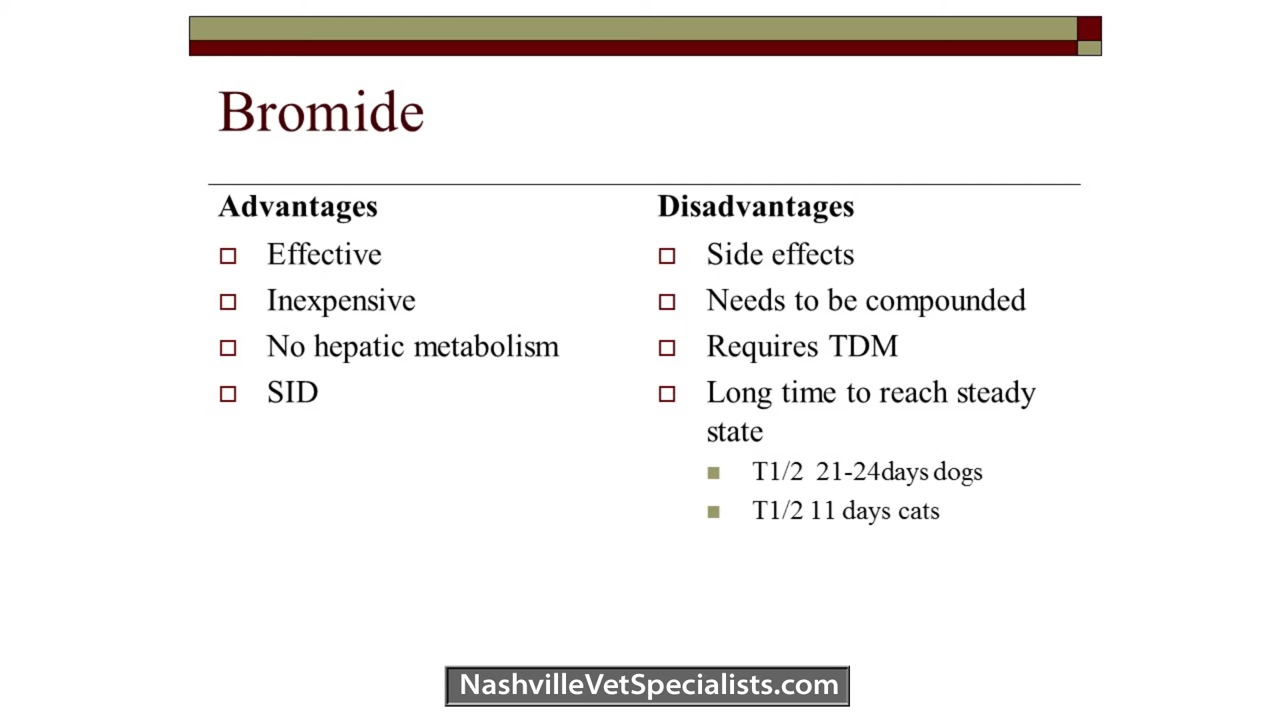 Bromide
Advantages
Effective
Inexpensive
No hepatic metabolism
SID
Disadvantages
Side effects
Needs to be compounded
Requires TDM
Long time to reach steady
state
T1/2 21-24days dogs
T1/2 11 days cats
NashvilleVetSpecialists.com